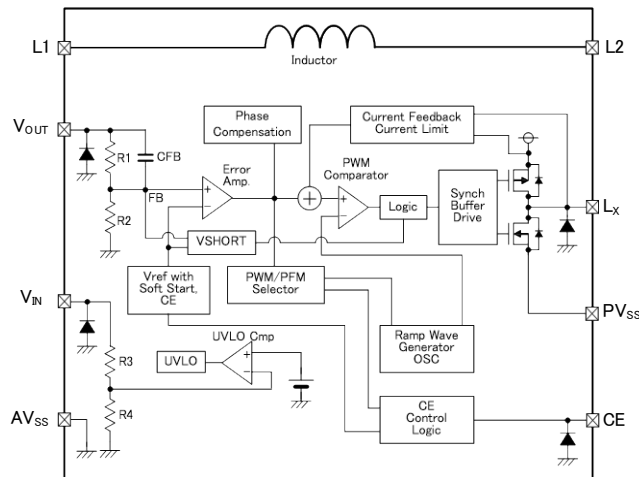 L1
L2
Inductor
VOUT
Phase
Compensation
Current Feedback
Current Limit
R1
CFB
Error
Amp.
PWM
Comparator
FB
R2
Logic
Synch
Buffer
Drive
LX
VSHORT
Vref with
Soft Start,
CE
PWM/PFM
Selector
VIN
PVSS
UVLO Cmp
Ramp Wave
Generator
OSC
R3
UVLO
R4
AVSS
CE
Control
Logic
CE